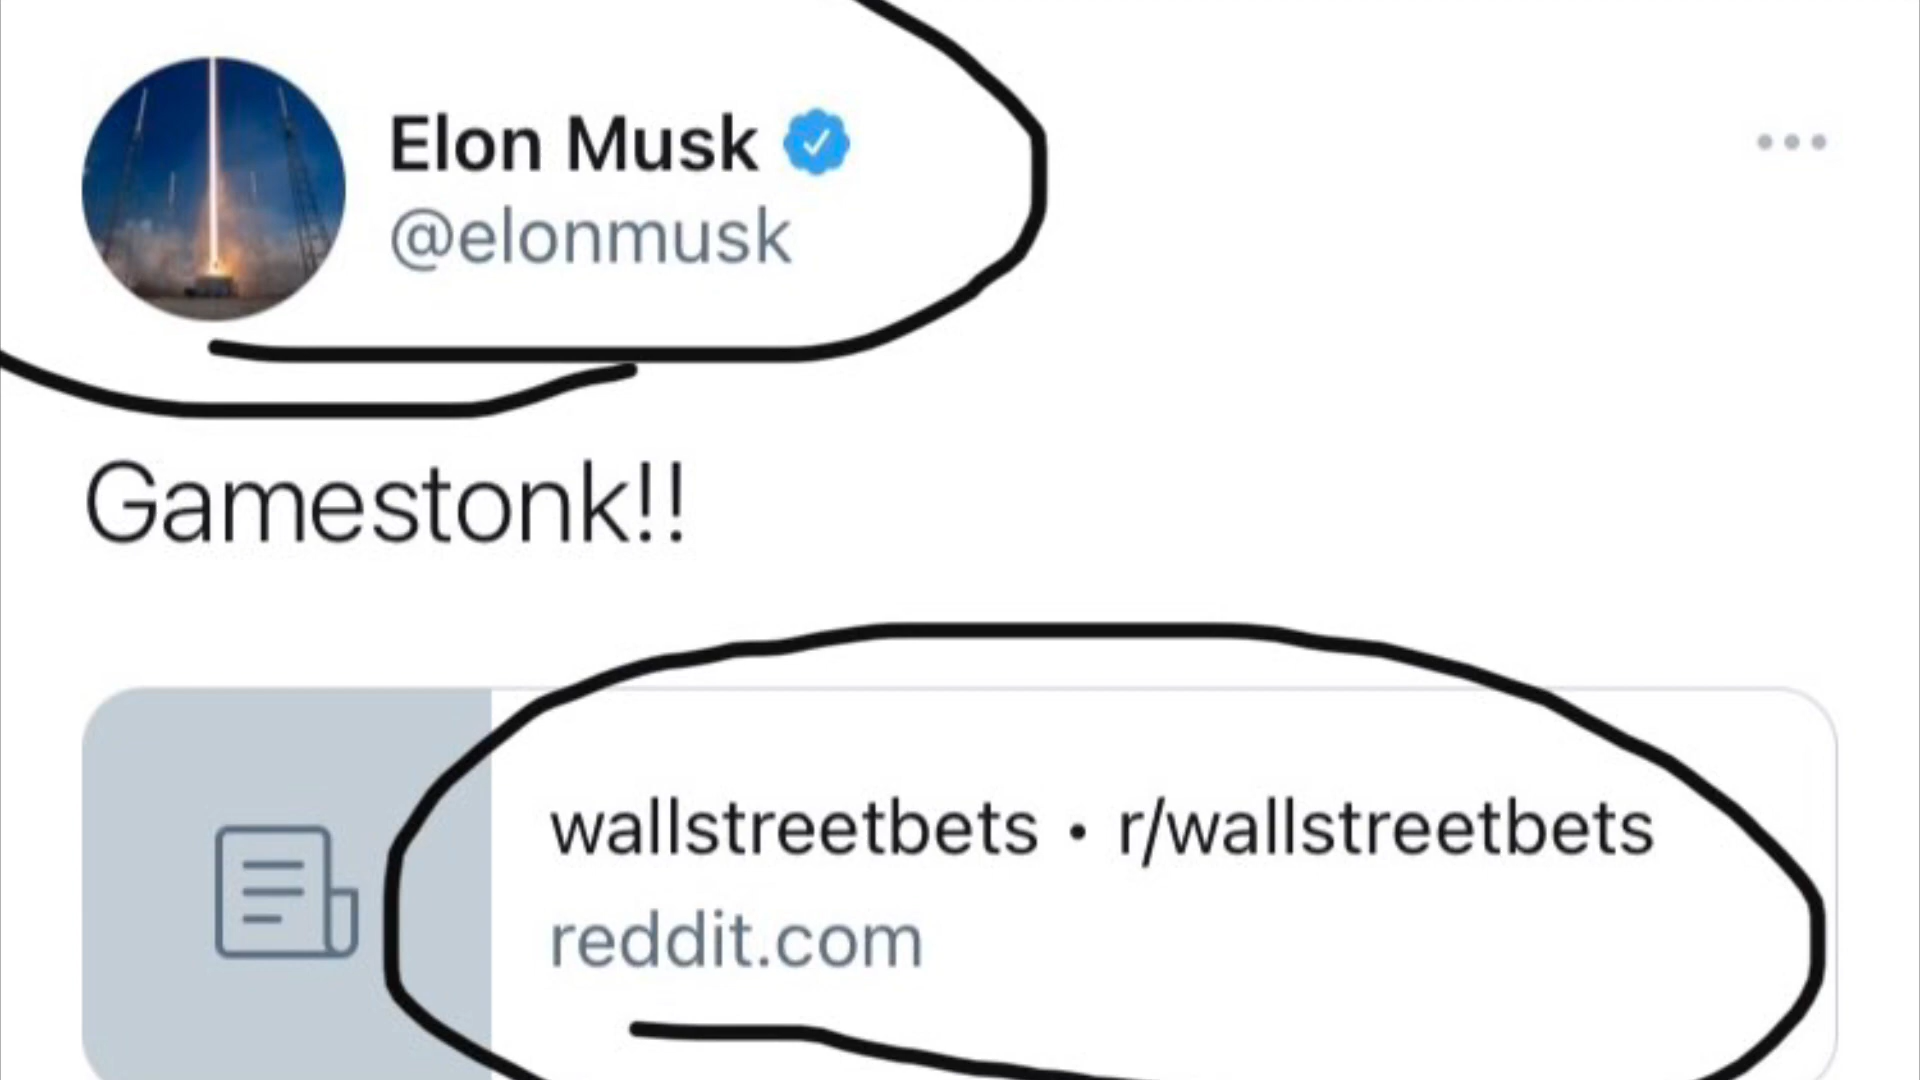 Elon Musk
@elonmusk
Gamestonk!!
wallstreetbets • r/wallstreetbets
reddit.com